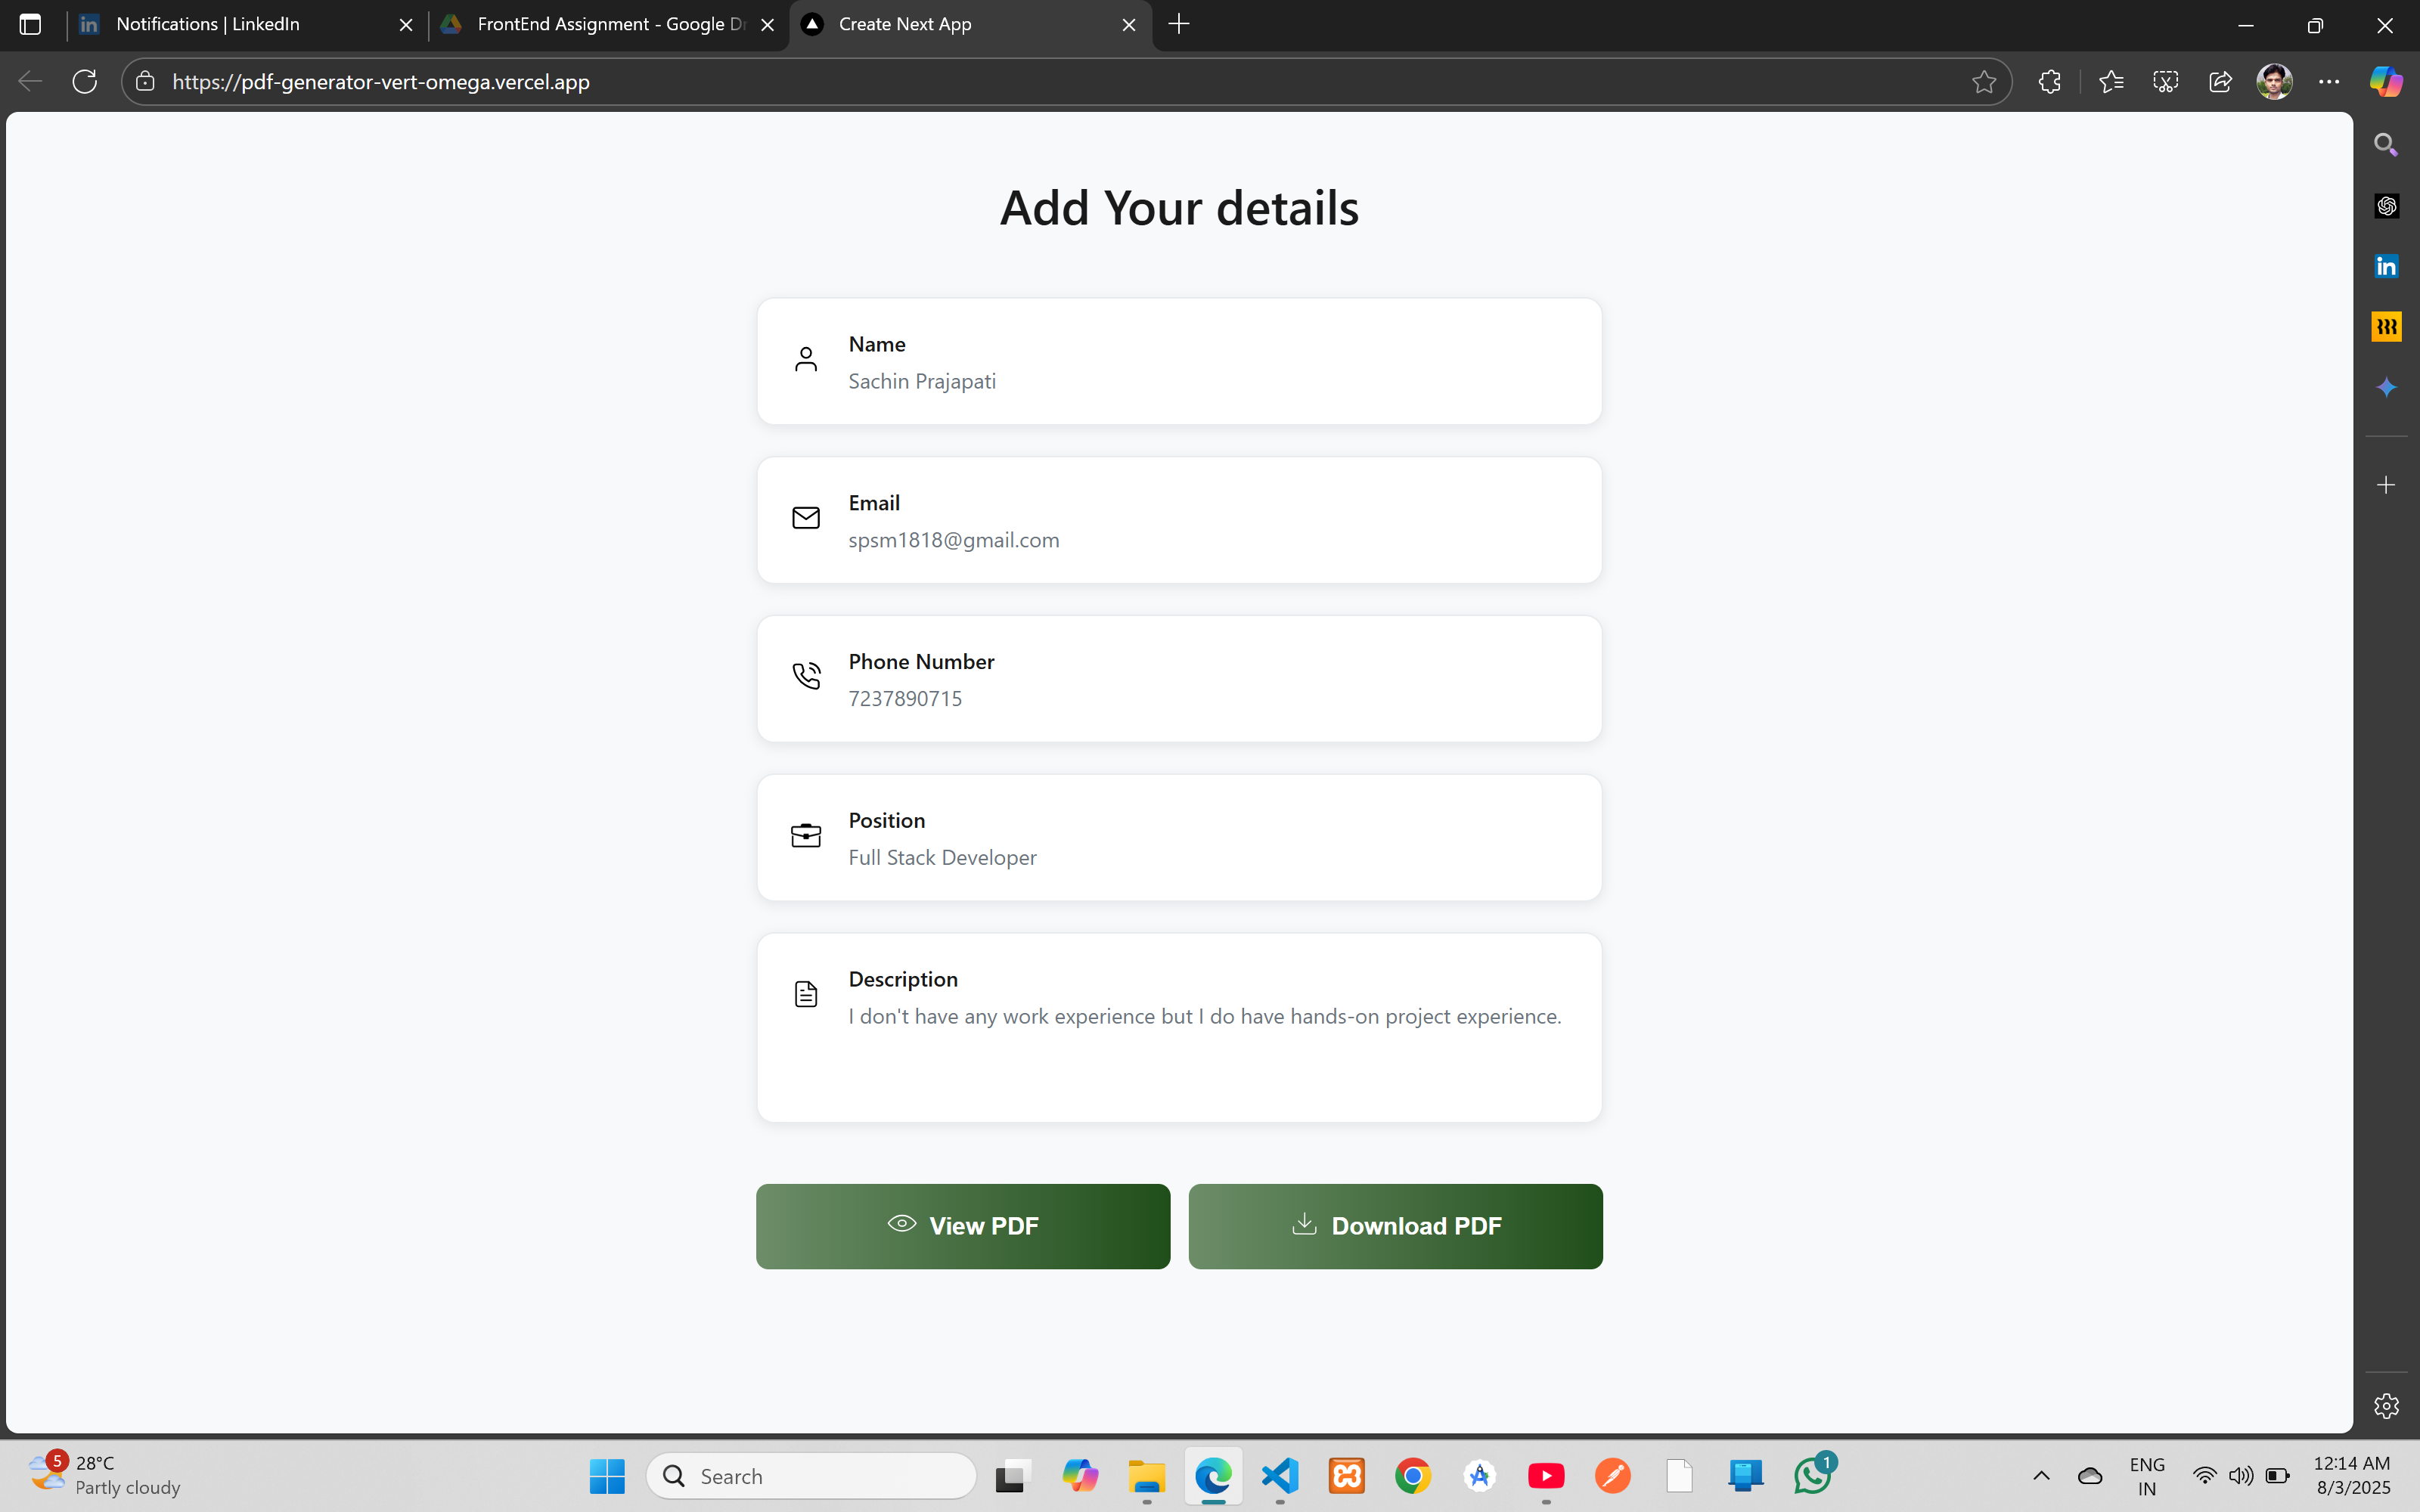 Notifications | LinkedIn
FrontEnd Assignment - Google Dr
Create Next App
https://pdf-generator-vert-omega.vercel.app
Add Your details
Name
Sachin Prajapati
Email
spsm1818@gmail.com
Phone Number
7237890715
Position
Full Stack Developer
Description
I don't have any work experience but I do have hands-on project experience.
View PDF
Download PDF
5
28°C
Partly cloudy
Search
1
ENG
IN
12:14 AM
8/3/2025